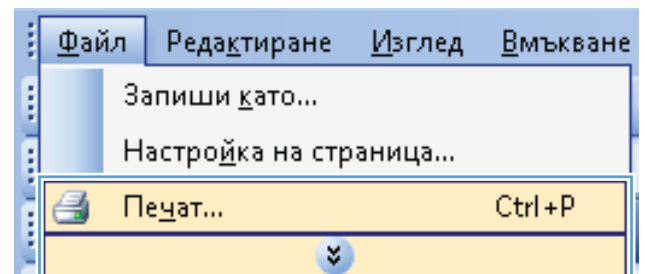 Файл Редактиране Изглед Вмъкване
Запиши като...
Настройка на страница...
Печат... Ctrl+P